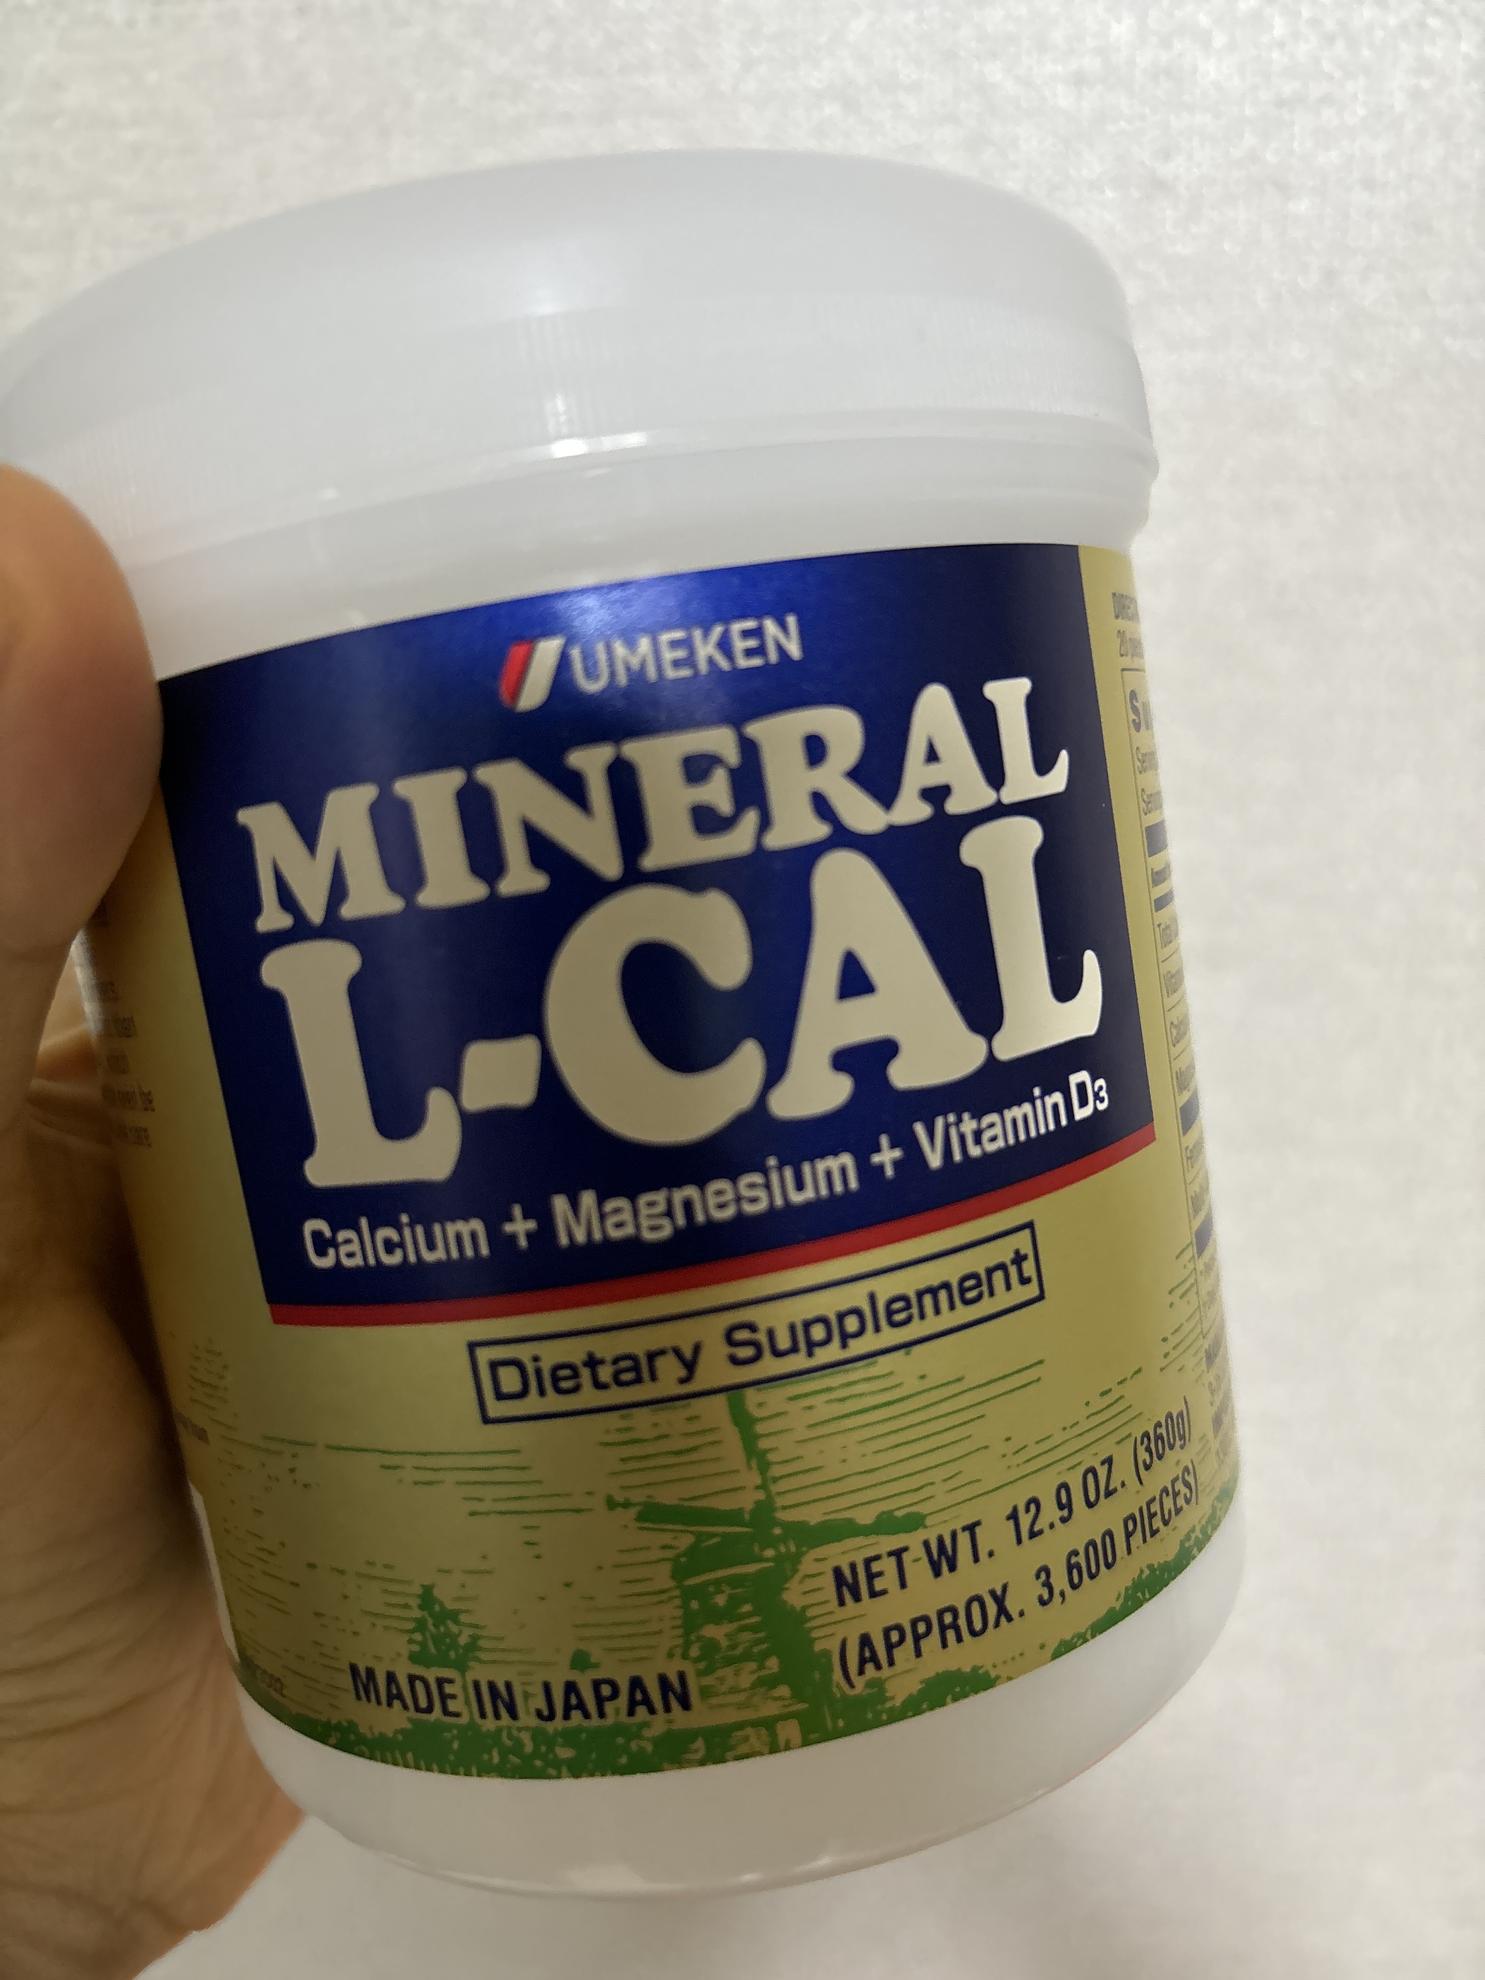 UMEKEN
MINERAL
L-CAL
Calcium + Magnesium + Vitamin D3
Dietary Supplement
NET WT. 12.9 OZ. (360g)
(APPROX. 3,600 PIECES)
MADE IN JAPAN